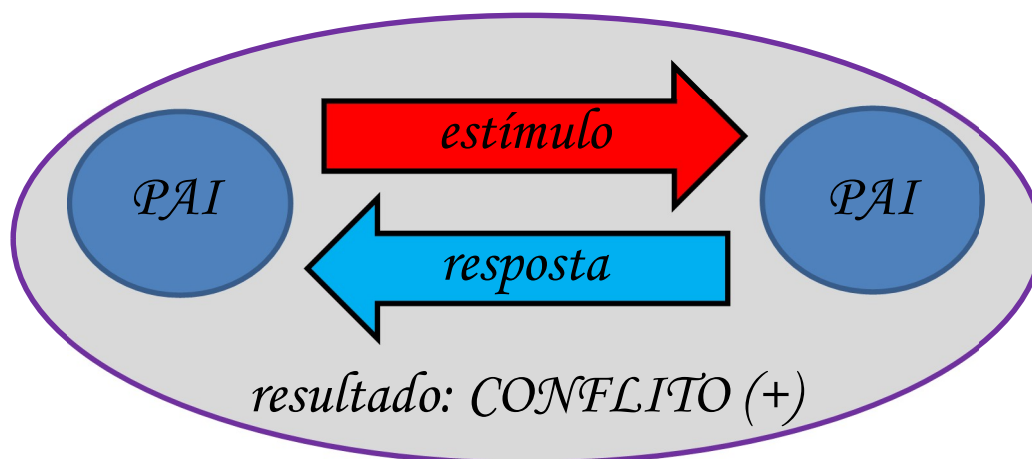 estímulo
PAI
PAI
resposta
resultado: CONFLITO (+)